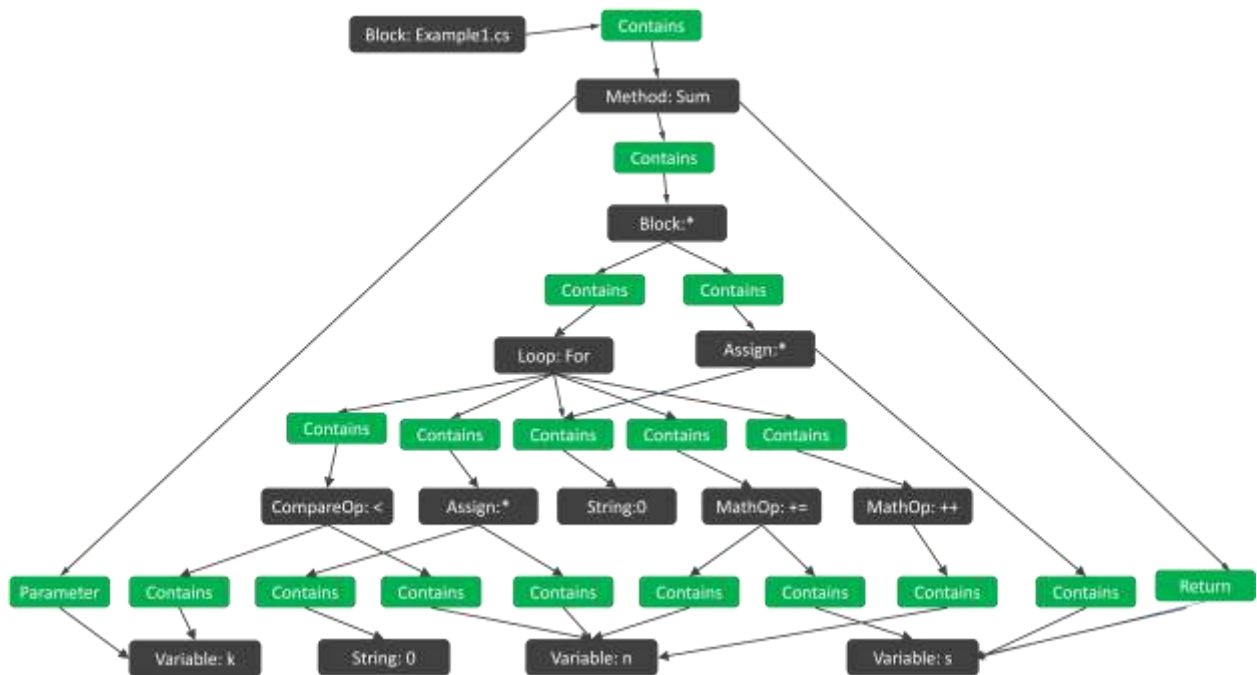 Block: Example1.cs
Contains
Method: Sum
Contains
Block:*
Contains
Contains
Loop: For
Assign:*
Contains
Contains
Contains
Contains
Contains
CompareOp: <
Assign:*
String:0
MathOp: +=
MathOp: ++
Parameter
Contains
Contains
Contains
Contains
Contains
Contains
Contains
Contains
Return
Variable: k
String: 0
Variable: n
Variable: s